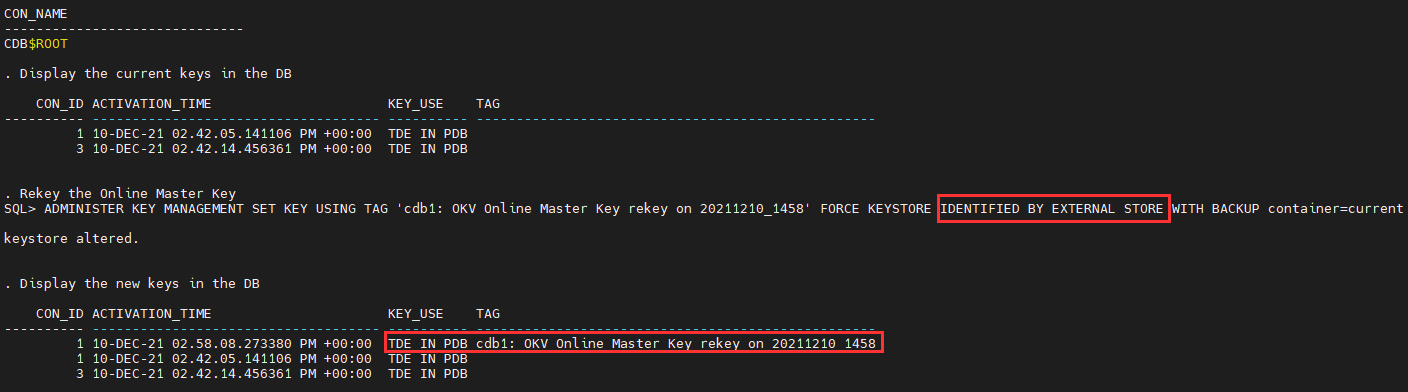 CON_NAME
------------------------------
CDB$ROOT
. Display the current keys in the DB
    CON_ID ACTIVATION_TIME                      KEY_USE    TAG
---------- ------------------------------------ ---------- --------------------------------------------------
         1 10-DEC-21 02.42.05.141106 PM +00:00  TDE IN PDB
         3 10-DEC-21 02.42.14.456361 PM +00:00  TDE IN PDB
. Rekey the Online Master Key
SQL> ADMINISTER KEY MANAGEMENT SET KEY USING TAG 'cdb1: OKV Online Master Key rekey on 20211210_1458' FORCE KEYSTORE IDENTIFIED BY EXTERNAL STORE WITH BACKUP container=current
keystore altered.
. Display the new keys in the DB
    CON_ID ACTIVATION_TIME                      KEY_USE    TAG
---------- ------------------------------------ ---------- --------------------------------------------------
         1 10-DEC-21 02.58.08.273380 PM +00:00  TDE IN PDB cdb1: OKV Online Master Key rekey on 20211210_1458
         1 10-DEC-21 02.42.05.141106 PM +00:00  TDE IN PDB
         3 10-DEC-21 02.42.14.456361 PM +00:00  TDE IN PDB